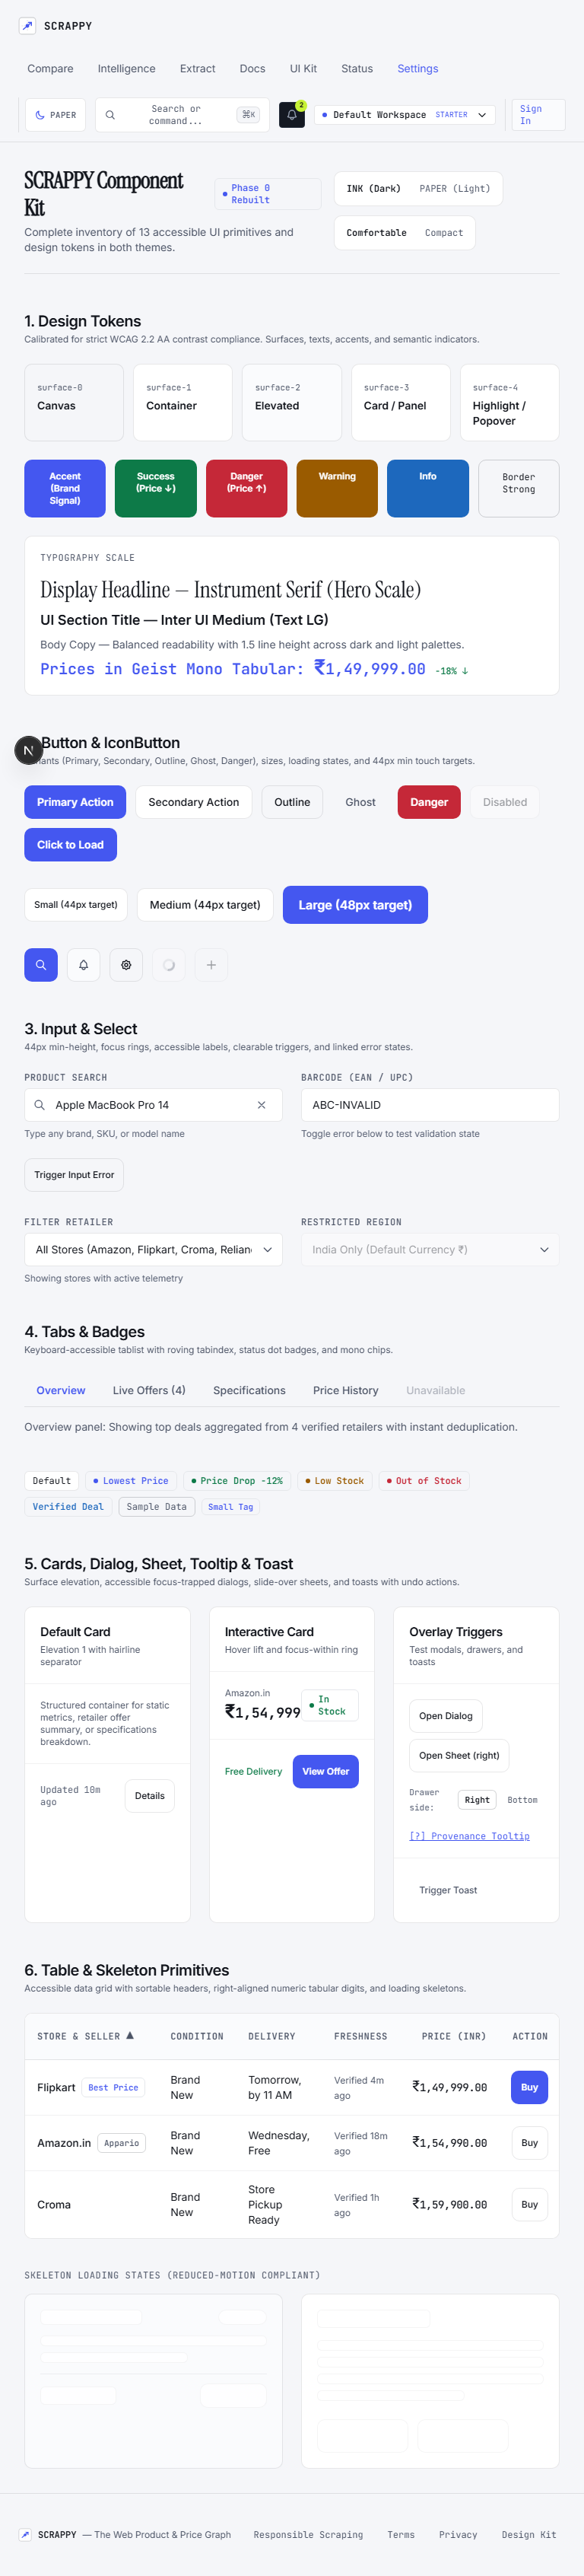 SCRAPPY
Compare Intelligence Extract Docs UI Kit Status Settings
PAPER
Search or command...
⌘K
2
Default Workspace STARTER
Sign In
SCRAPPY Component Kit
Phase 0 Rebuilt
Complete inventory of 13 accessible UI primitives and
design tokens in both themes.
INK (Dark) PAPER (Light)
Comfortable Compact
1. Design Tokens
Calibrated for strict WCAG 2.2 AA contrast compliance. Surfaces, texts, accents, and semantic indicators.
surface-0
Canvas
surface-1
Container
surface-2
Elevated
surface-3
Card / Panel
surface-4
Highlight / Popover
Accent (Brand Signal)
Success (Price ↓)
Danger (Price ↑)
Warning
Info
Border Strong
TYPOGRAPHY SCALE
Display Headline — Instrument Serif (Hero Scale)
UI Section Title — Inter UI Medium (Text LG)
Body Copy — Balanced readability with 1.5 line height across dark and light palettes.
Prices in Geist Mono Tabular: ₹1,49,999.00 -18% ↓
N
Button & IconButton
ants (Primary, Secondary, Outline, Ghost, Danger), sizes, loading states, and 44px min touch targets.
Primary Action Secondary Action Outline Ghost Danger Disabled
Click to Load
Small (44px target) Medium (44px target) Large (48px target)
3. Input & Select
44px min-height, focus rings, accessible labels, clearable triggers, and linked error states.
PRODUCT SEARCH
Apple MacBook Pro 14
Type any brand, SKU, or model name
BARCODE (EAN / UPC)
ABC-INVALID
Toggle error below to test validation state
Trigger Input Error
FILTER RETAILER
All Stores (Amazon, Flipkart, Croma, Relian
Showing stores with active telemetry
RESTRICTED REGION
India Only (Default Currency ₹)
4. Tabs & Badges
Keyboard-accessible tablist with roving tabindex, status dot badges, and mono chips.
Overview Live Offers (4) Specifications Price History Unavailable
Overview panel: Showing top deals aggregated from 4 verified retailers with instant deduplication.
Default Lowest Price Price Drop -12% Low Stock Out of Stock
Verified Deal Sample Data Small Tag
5. Cards, Dialog, Sheet, Tooltip & Toast
Surface elevation, accessible focus-trapped dialogs, slide-over sheets, and toasts with undo actions.
Default Card
Elevation 1 with hairline
separator
Structured container for static
metrics, retailer offer
summary, or specifications
breakdown.
Updated 10m ago
Details
Interactive Card
Hover lift and focus-within ring
Amazon.in
₹1,54,999
In Stock
Free Delivery
View Offer
Overlay Triggers
Test modals, drawers, and
toasts
Open Dialog
Open Sheet (right)
Drawer side: Right Bottom
[?] Provenance Tooltip
Trigger Toast
6. Table & Skeleton Primitives
Accessible data grid with sortable headers, right-aligned numeric tabular digits, and loading skeletons.
STORE & SELLER ▲ CONDITION DELIVERY FRESHNESS PRICE (INR) ACTION
Flipkart Best Price Brand New Tomorrow, by 11 AM Verified 4m ago ₹1,49,999.00 Buy
Amazon.in Appario Brand New Wednesday, Free Verified 18m ago ₹1,54,990.00 Buy
Croma Brand New Store Pickup Ready Verified 1h ago ₹1,59,900.00 Buy
SKELETON LOADING STATES (REDUCED-MOTION COMPLIANT)
SCRAPPY — The Web Product & Price Graph Responsible Scraping Terms Privacy Design Kit